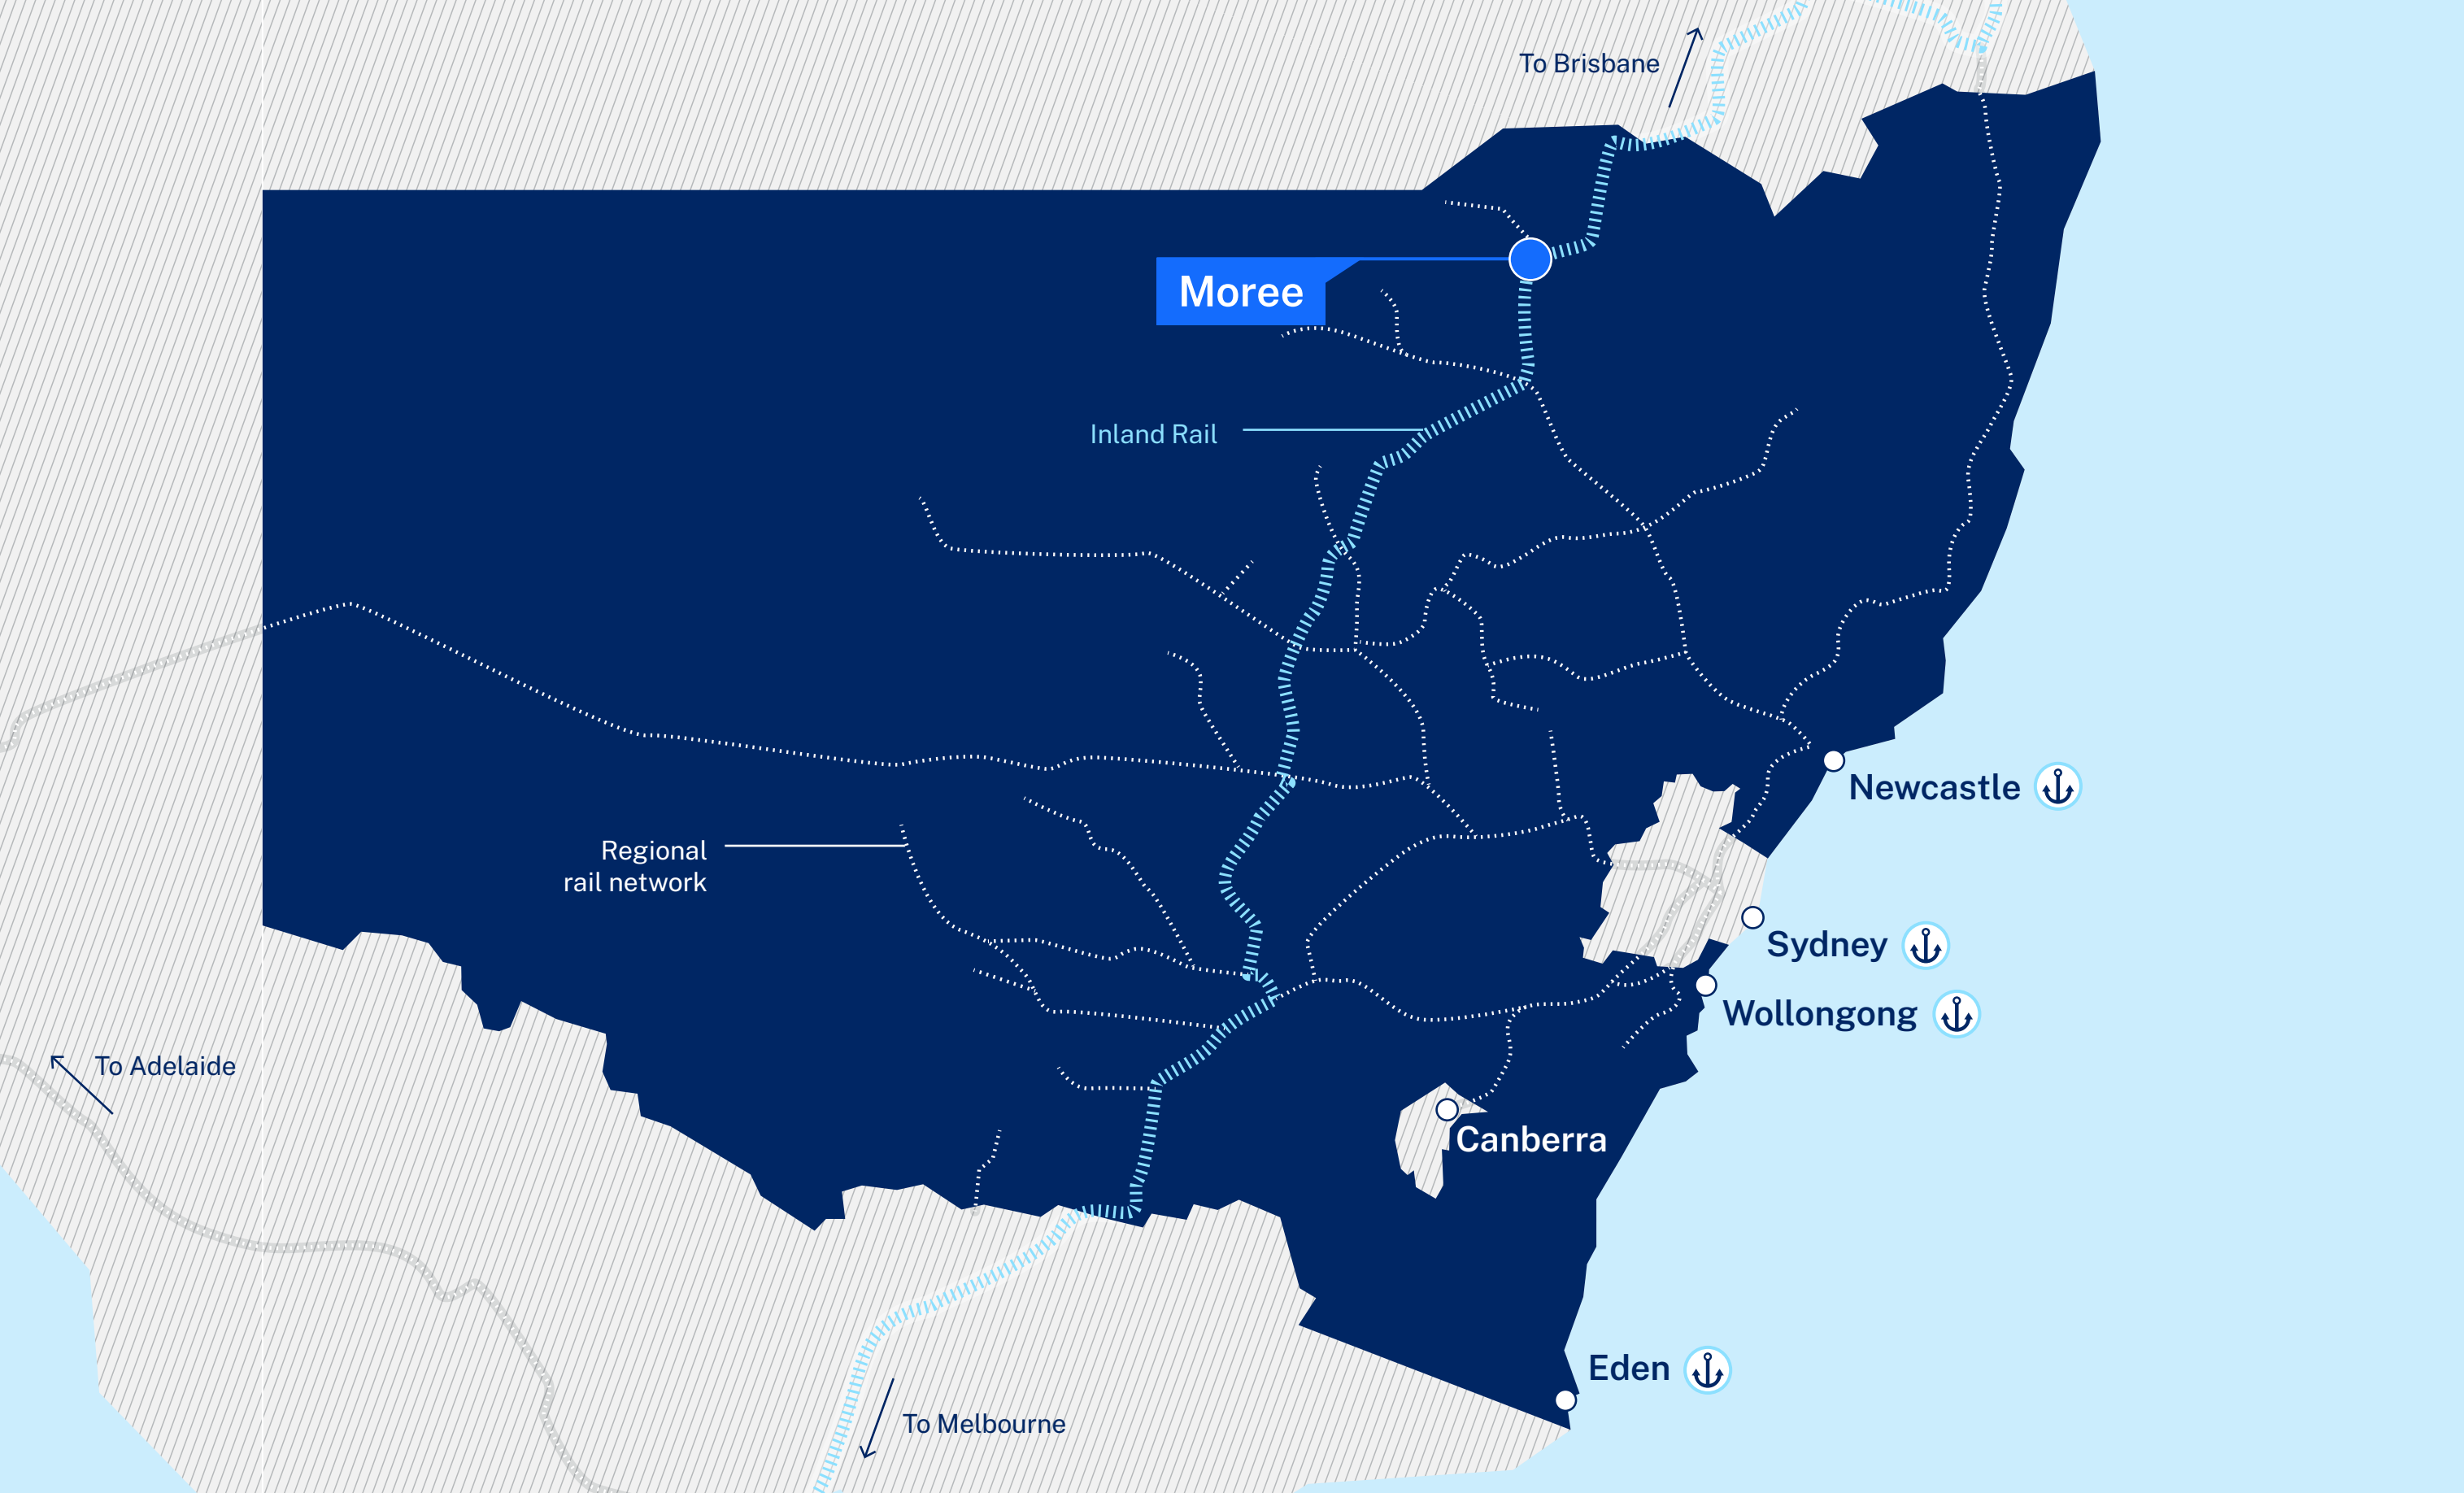 To Brisbane
Moree
Inland Rail
Newcastle
Regional
rail network
Sydney
Wollongong
To Adelaide
Canberra
Eden
To Melbourne